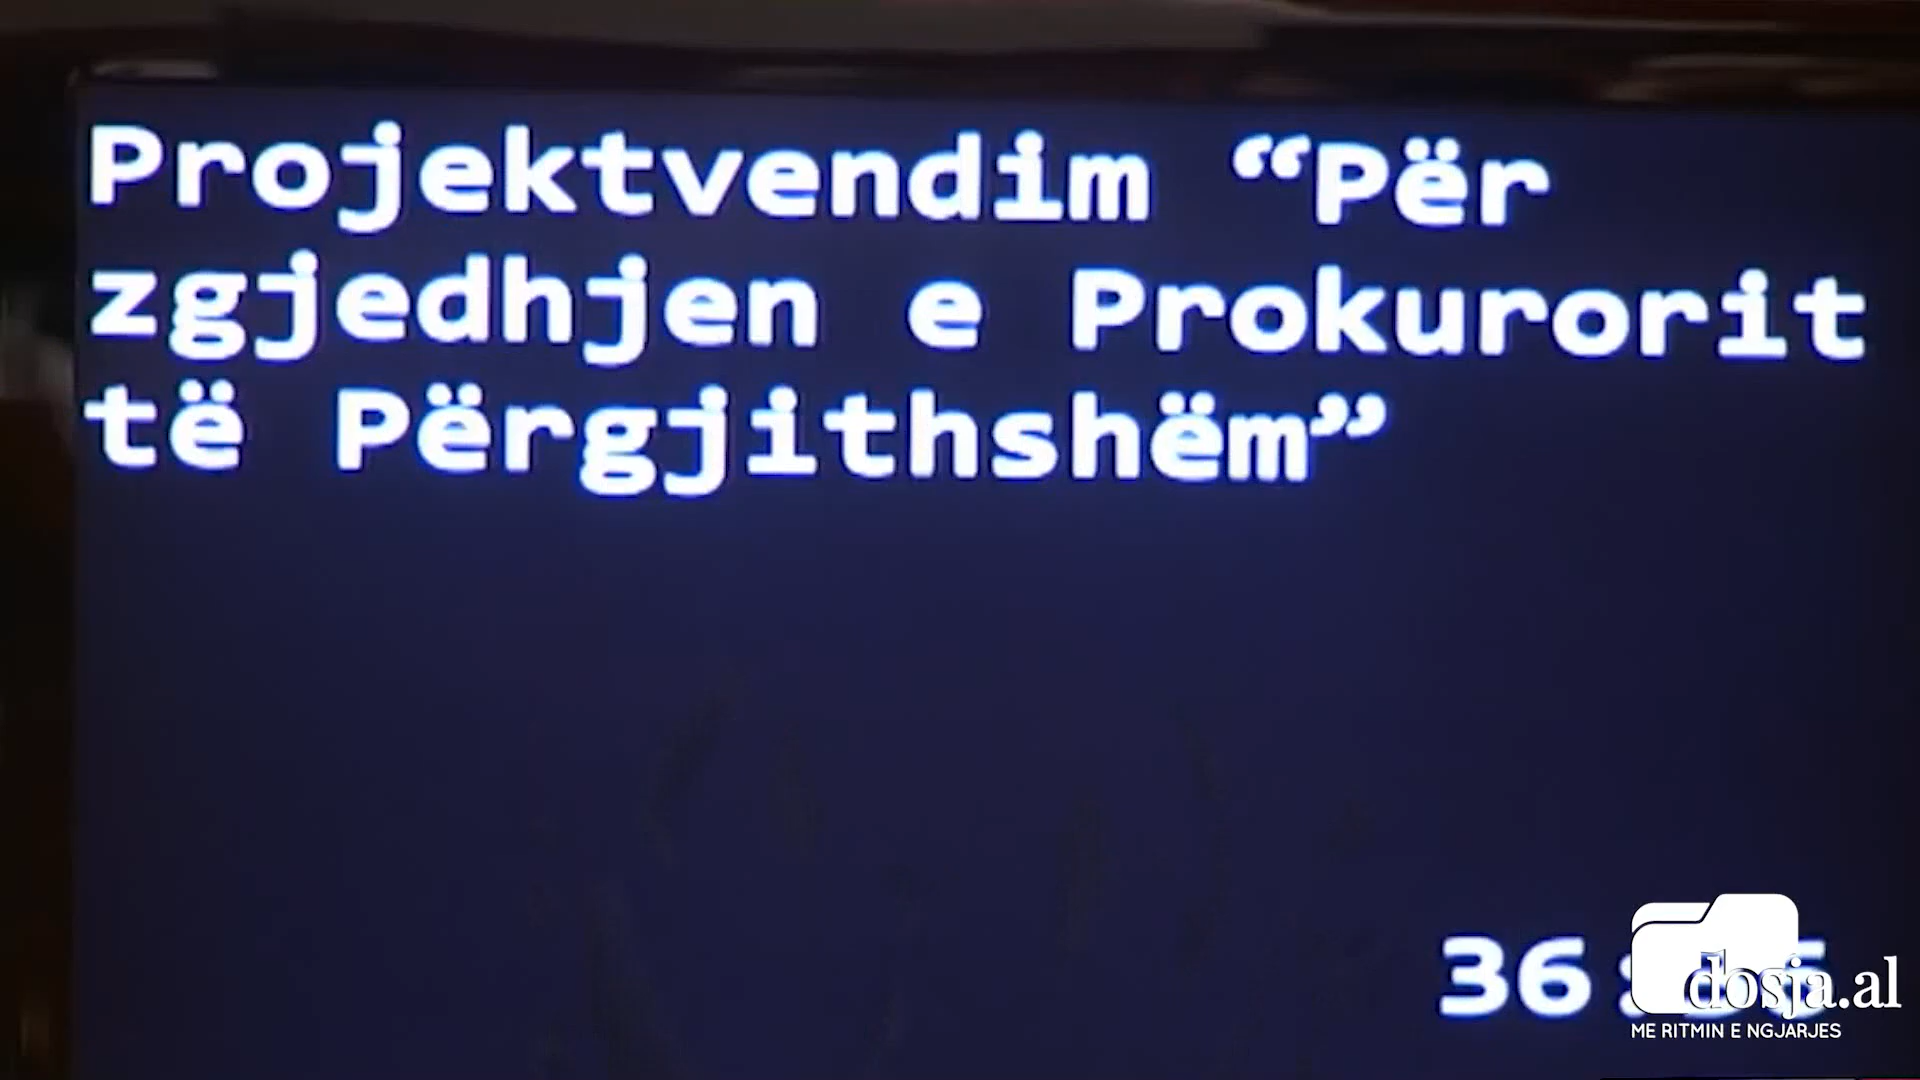 Projektvendim “Për
zgjedhjen e Prokurorit
të Përgjithshëm”
36:
dosja.al
ME RITMIN E NGJARJES